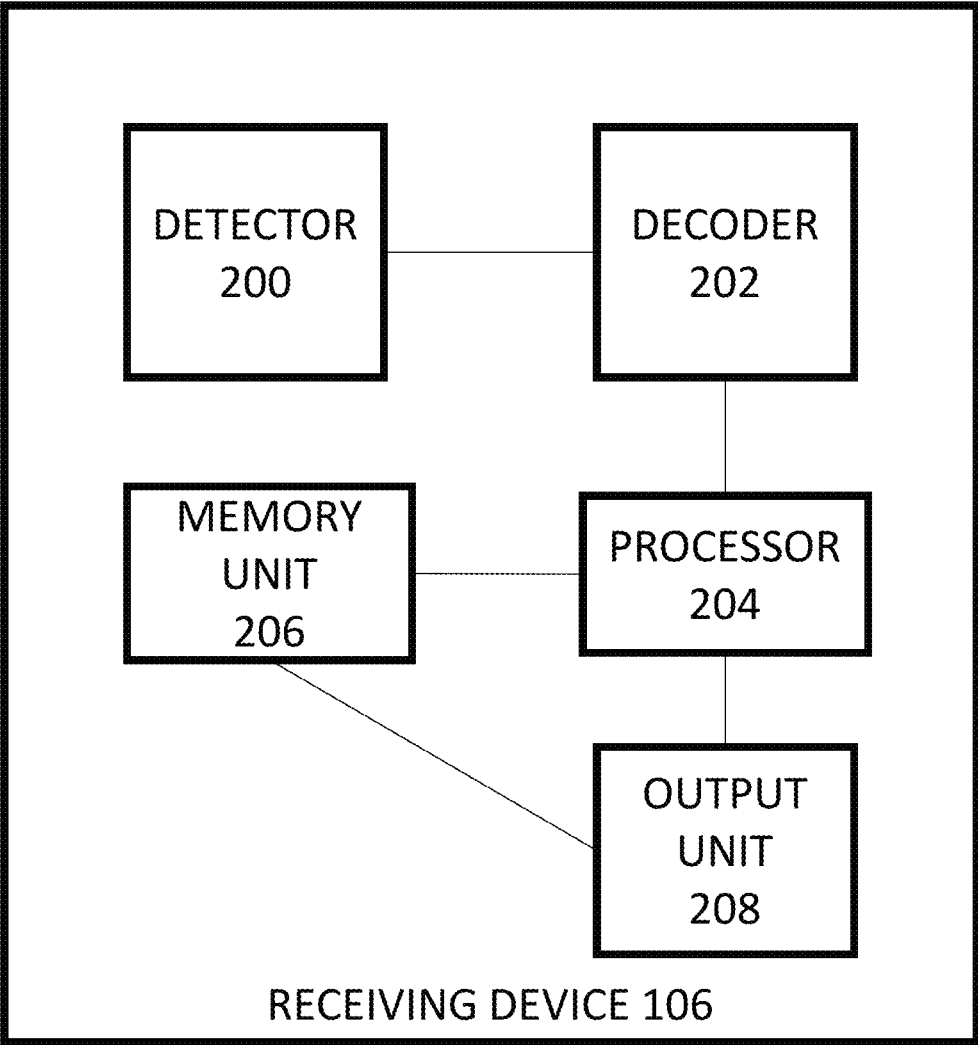 DETECTOR
200
DECODER
202
MEMORY
UNIT
206
PROCESSOR
204
OUTPUT
UNIT
208
RECEIVING DEVICE 106